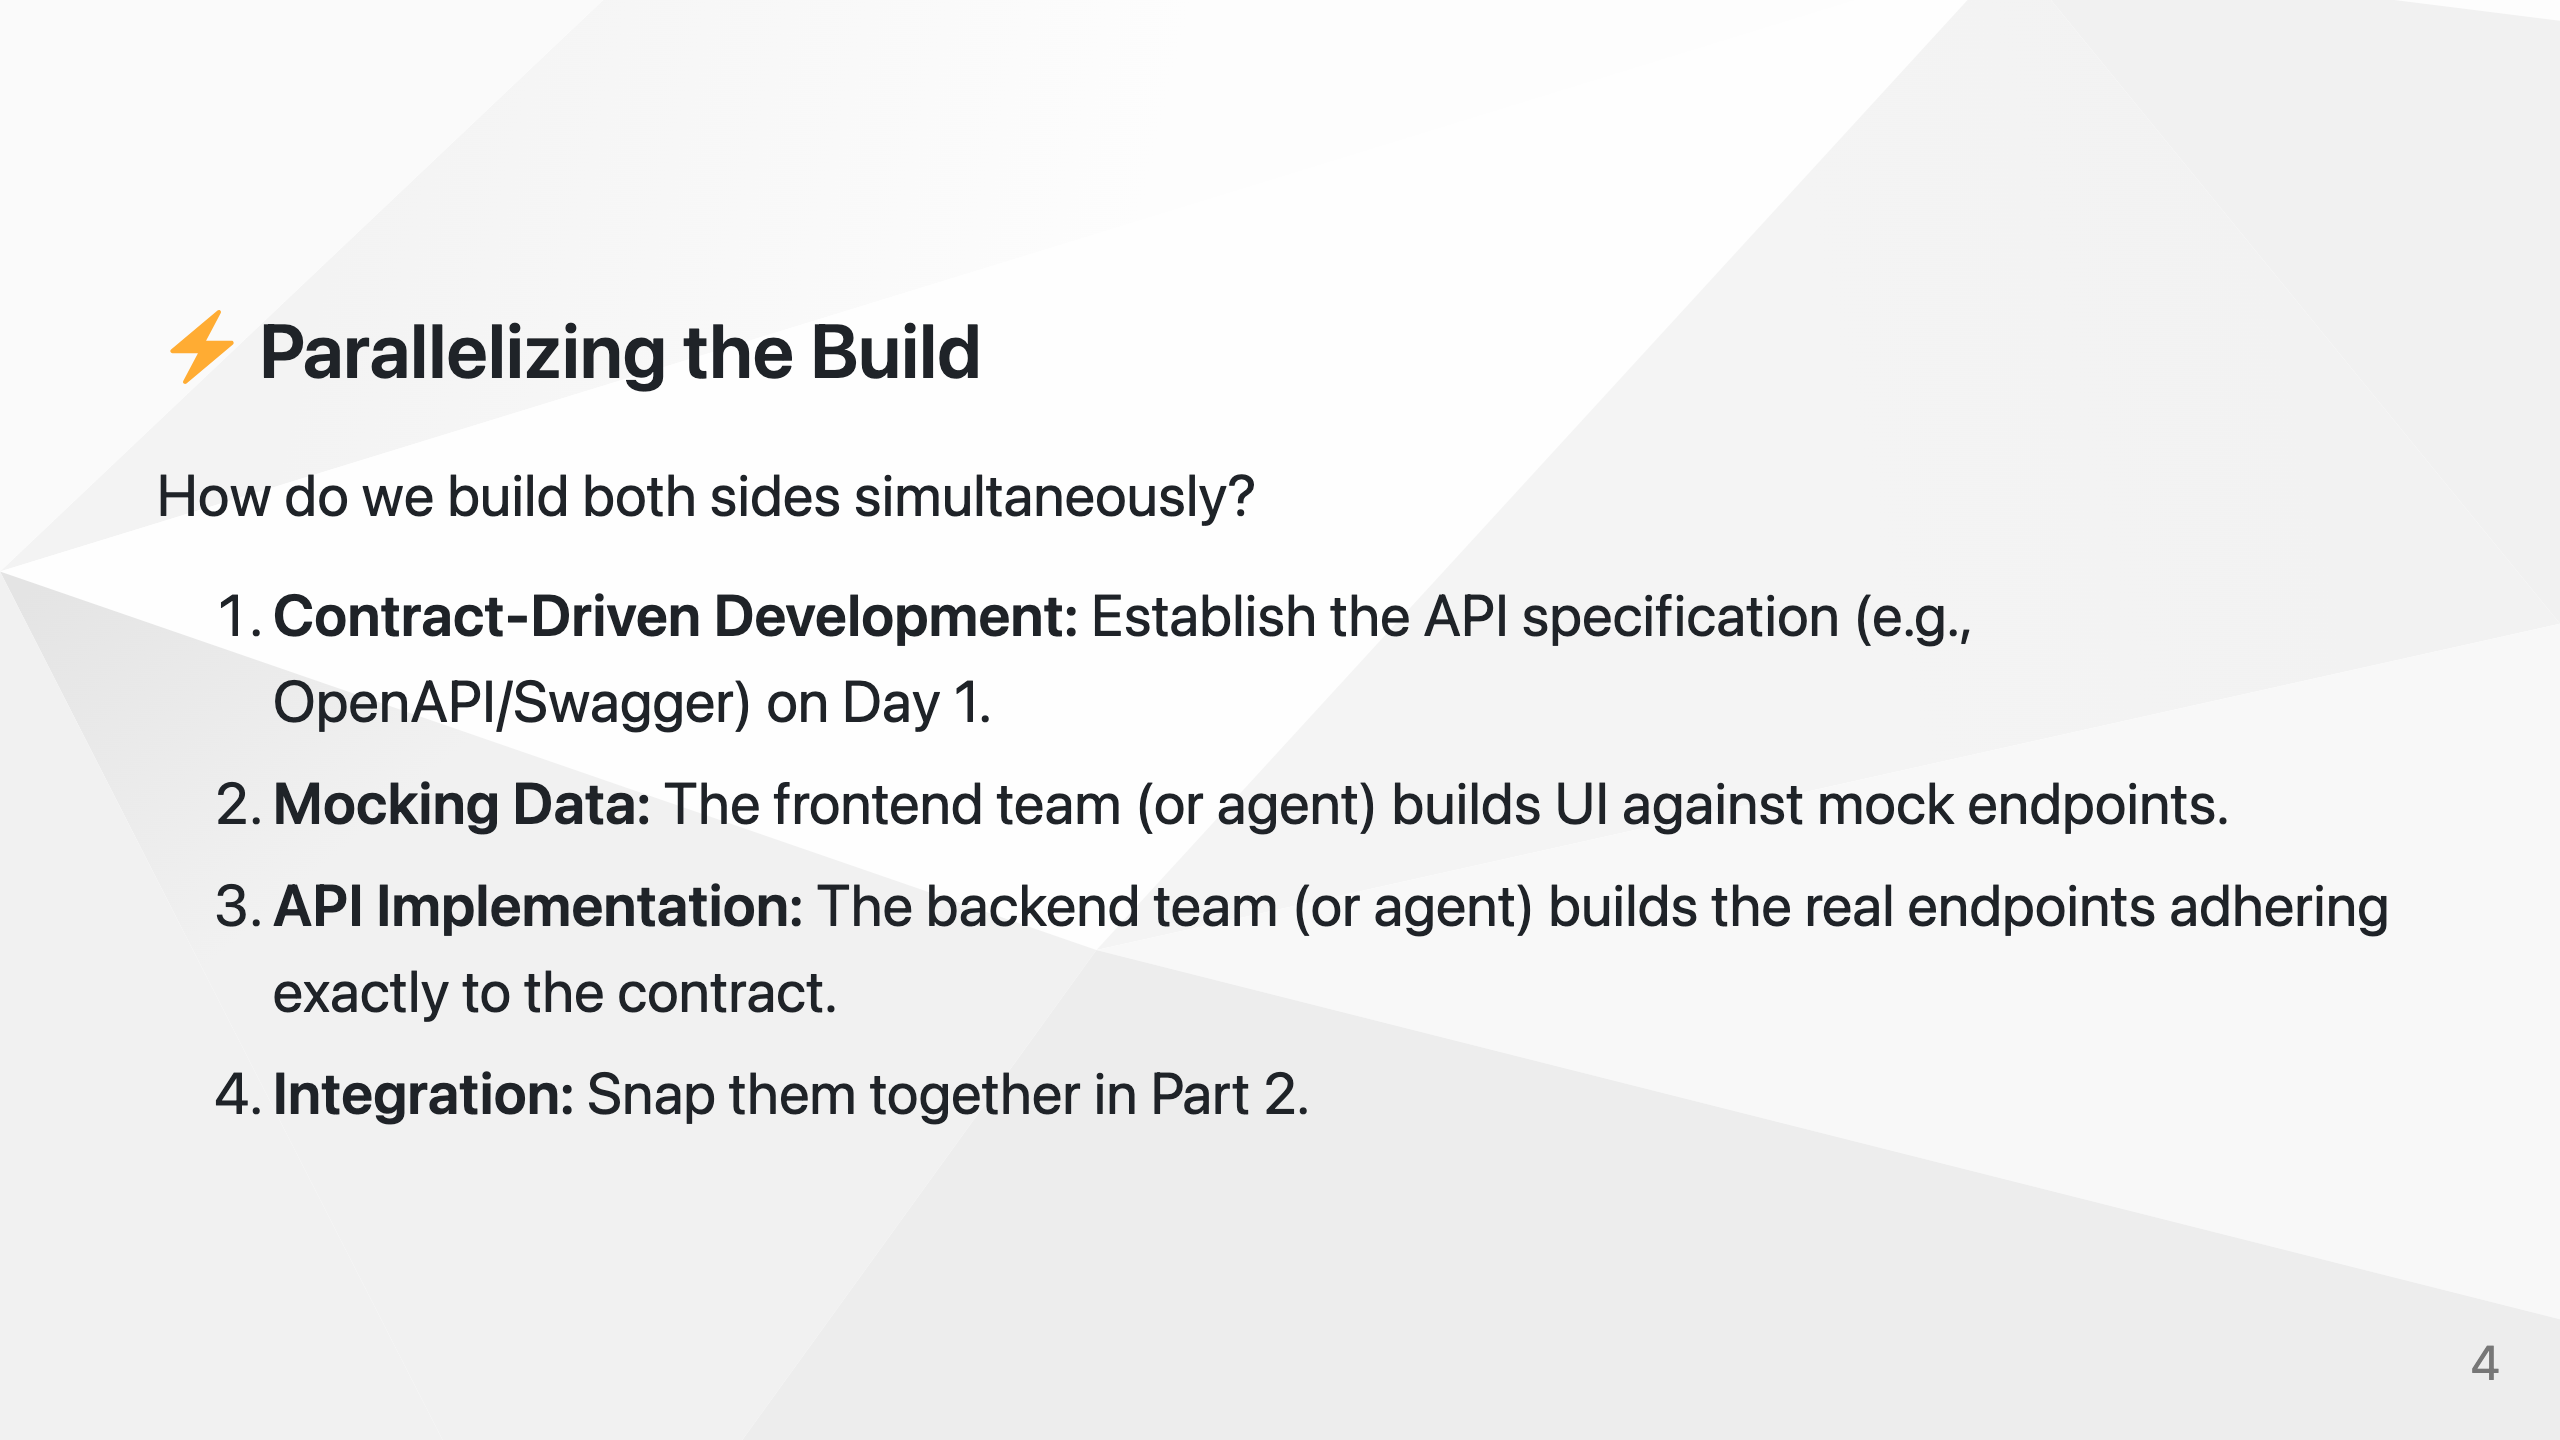 ⚡ Parallelizing the Build
How do we build both sides simultaneously?
1. Contract-Driven Development: Establish the API specification (e.g.,
OpenAPI/Swagger) on Day 1.
2. Mocking Data: The frontend team (or agent) builds UI against mock endpoints.
3. API Implementation: The backend team (or agent) builds the real endpoints adhering
exactly to the contract.
4. Integration: Snap them together in Part 2.
4